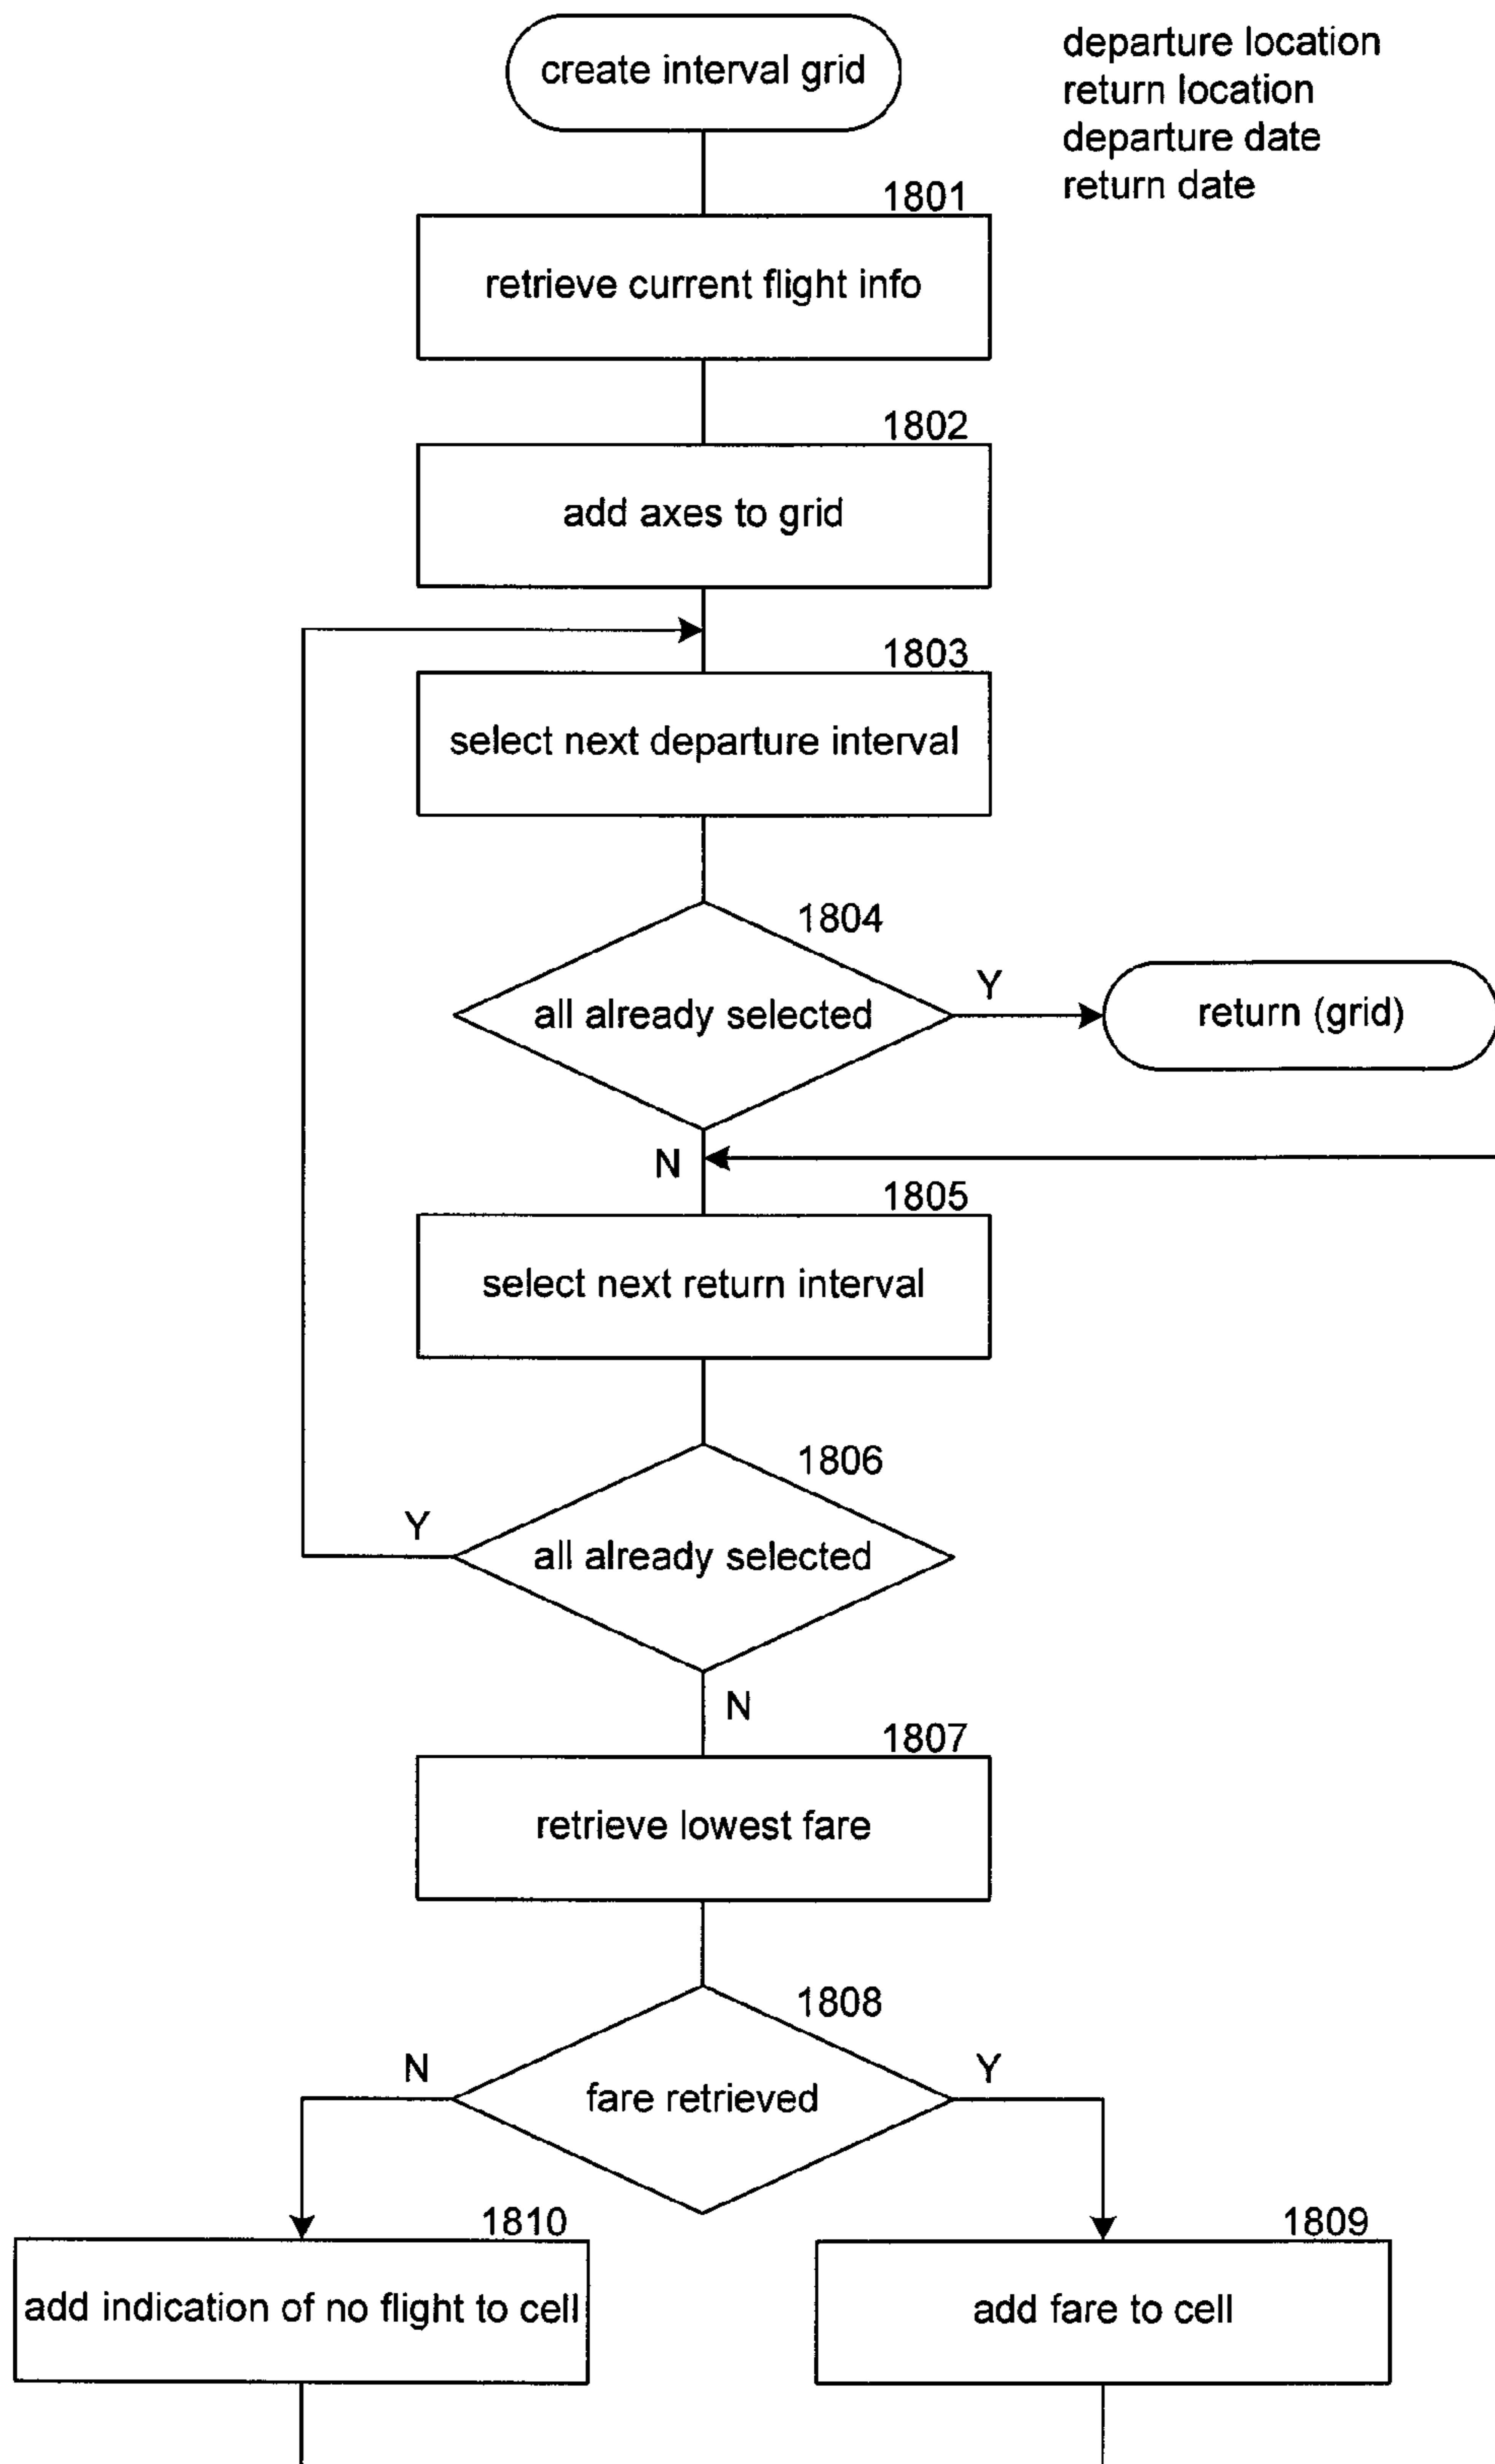 create interval grid
departure location
return location
departure date
return date
1801
retrieve current flight info
1802
add axes to grid
1803
select next departure interval
1804
all already selected
Y
return (grid)
N
1805
select next return interval
1806
Y
all already selected
N
1807
retrieve lowest fare
1808
N
fare retrieved
Y
1810
1809
add indication of no flight to cell
add fare to cell